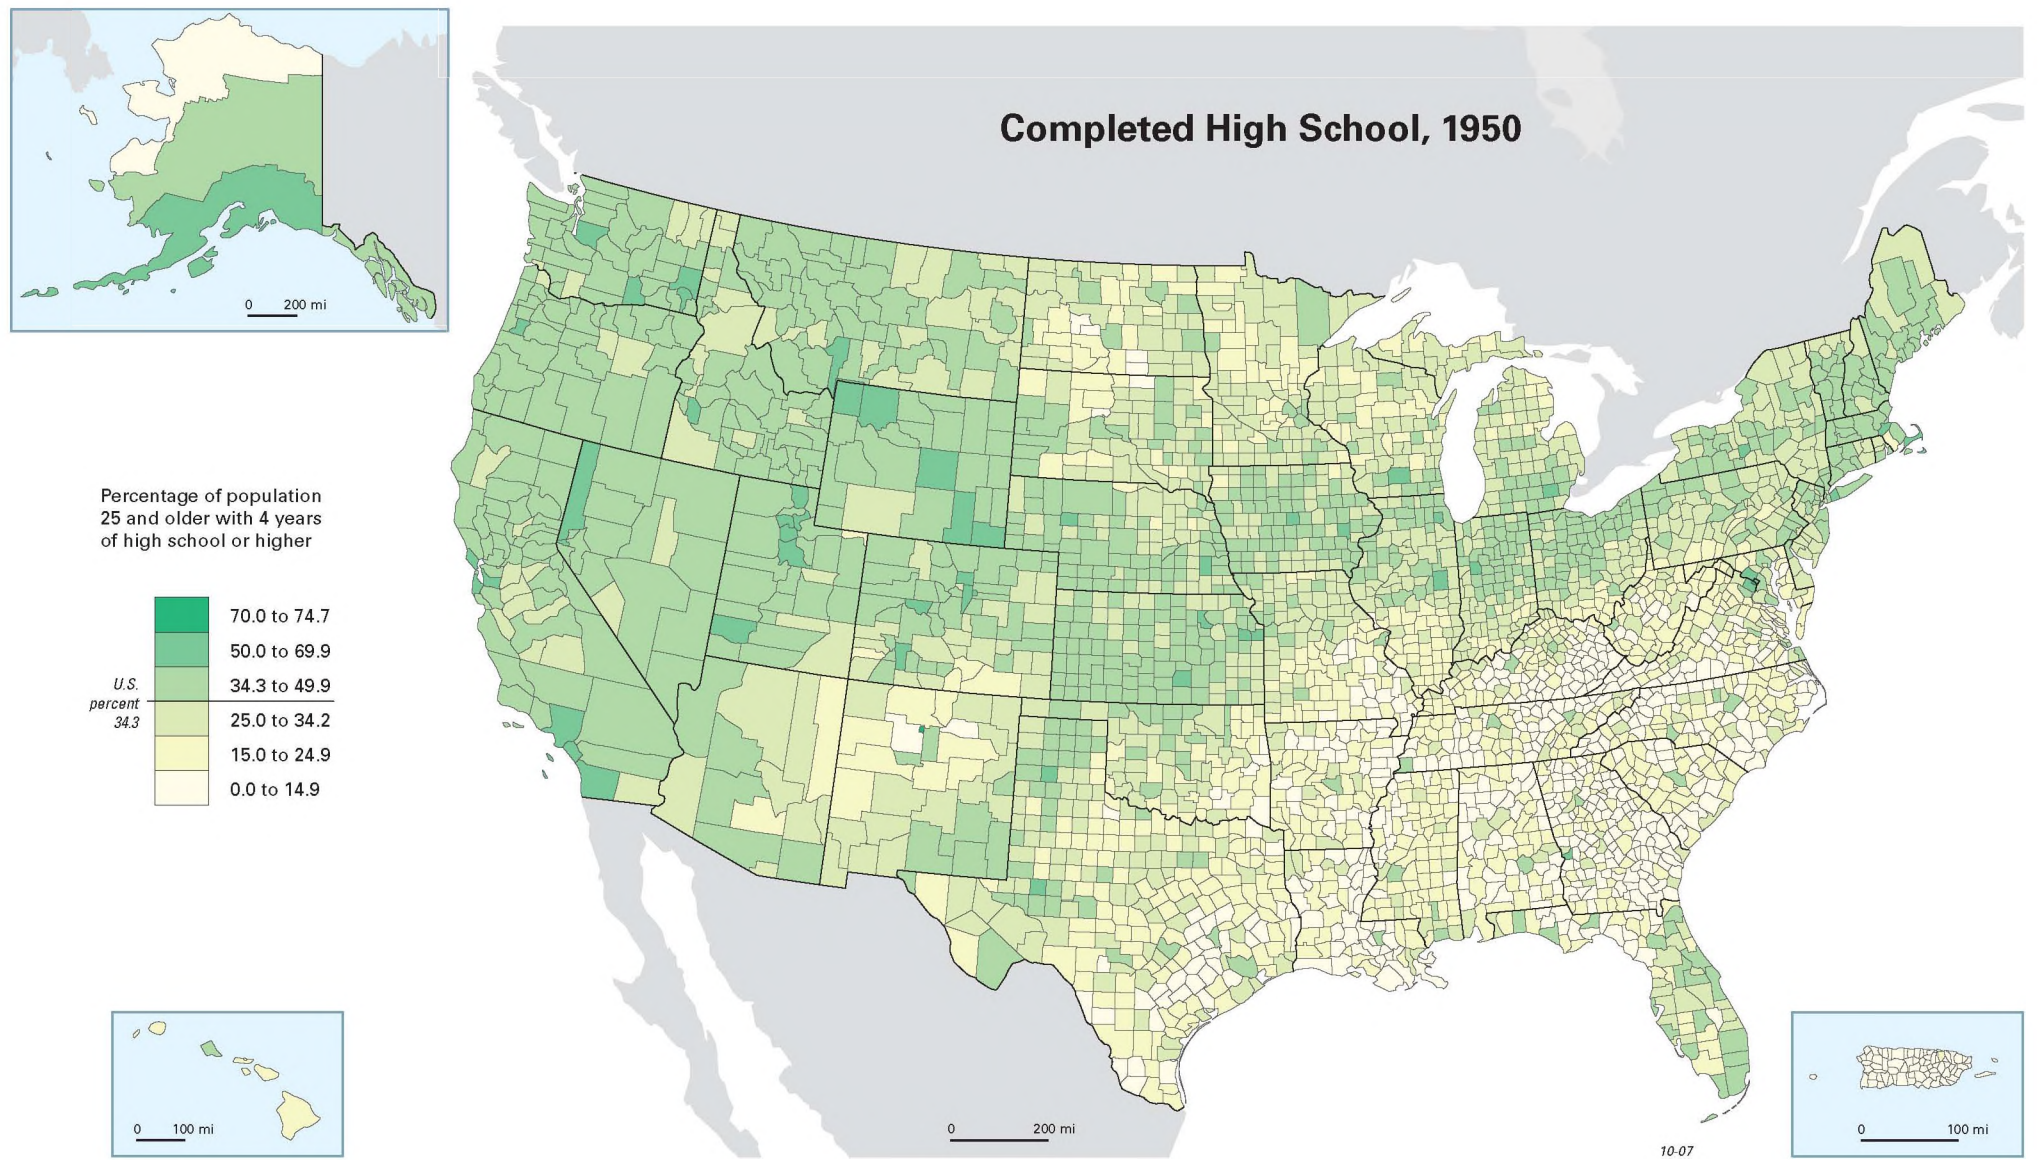 Completed High School, 1950
0 200 mi
Percentage of population
25 and older with 4 years
of high school or higher
70.0 to 74.7
50.0 to 69.9
34.3 to 49.9
U.S.
percent
34.3
25.0 to 34.2
15.0 to 24.9
0.0 to 14.9
0 100 mi
0 200 mi
0 100 mi
10-07